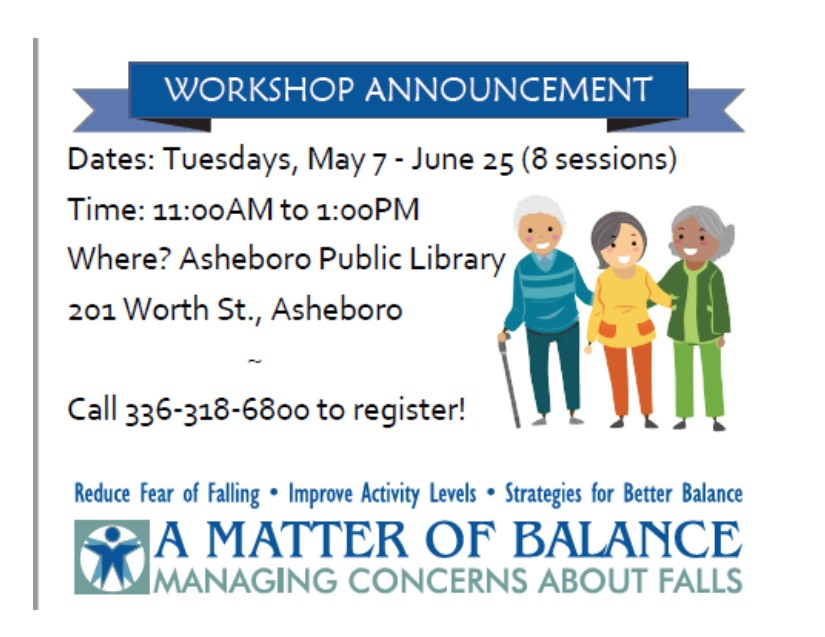 WORKSHOP ANNOUNCEMENT
Dates: Tuesdays, May 7 - June 25 (8 sessions)
Time: 11:00AM to 1:00PM
Where? Asheboro Public Library
201 Worth St., Asheboro
~
Call 336-318-6800 to register!
Reduce Fear of Falling • Improve Activity Levels • Strategies for Better Balance
A MATTER OF BALANCE
MANAGING CONCERNS ABOUT FALLS